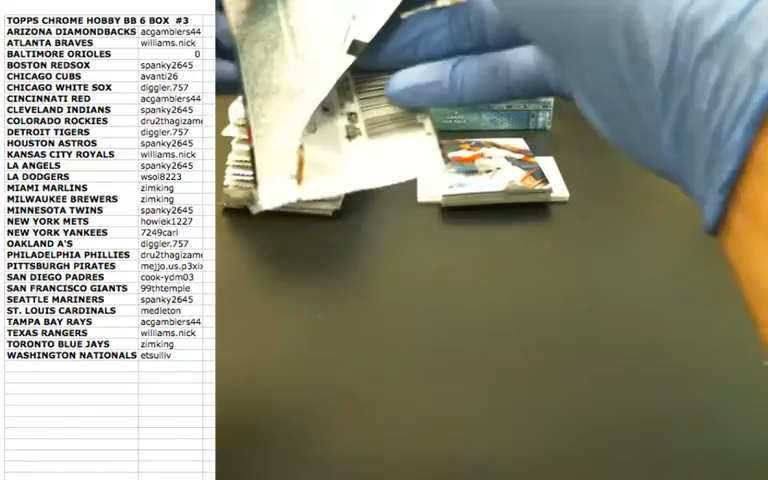 TOPPS CHROME HOBBY BB 6 BOX #3
ARIZONA DIAMONDBACKS acgamblers44
ATLANTA BRAVES williams.nick
BALTIMORE ORIOLES 0
BOSTON REDSOX spanky2645
CHICAGO CUBS avanti26
CHICAGO WHITE SOX diggler.757
CINCINNATI RED acgamblers44
CLEVELAND INDIANS spanky2645
COLORADO ROCKIES dru2thagizame
DETROIT TIGERS diggler.757
HOUSTON ASTROS spanky2645
KANSAS CITY ROYALS williams.nick
LA ANGELS spanky2645
LA DODGERS wsol8223
MIAMI MARLINS zimking
MILWAUKEE BREWERS zimking
MINNESOTA TWINS spanky2645
NEW YORK METS howiek1227
NEW YORK YANKEES 7249carl
OAKLAND A'S diggler.757
PHILADELPHIA PHILLIES dru2thagizame
PITTSBURGH PIRATES mejjo.us.p3xix
SAN DIEGO PADRES cook-ydm03
SAN FRANCISCO GIANTS 99thtemple
SEATTLE MARINERS spanky2645
ST. LOUIS CARDINALS medleton
TAMPA BAY RAYS acgamblers44
TEXAS RANGERS williams.nick
TORONTO BLUE JAYS zimking
WASHINGTON NATIONALS etsulliv